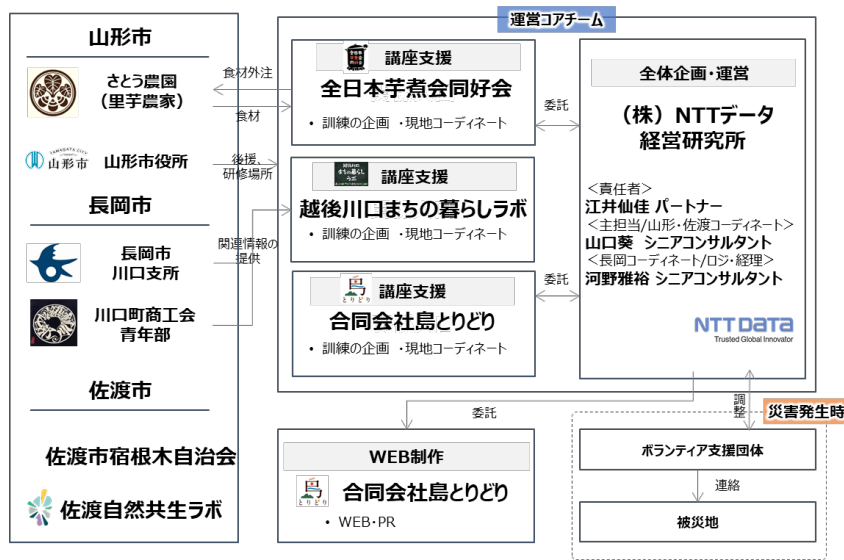 山形市
さとう農園
(里芋農家)
YAMAGATA CITY
山形市
山形市役所
長岡市
長岡市
川口支所
川口町商工会
青年部
佐渡市
佐渡市宿根木自治会
佐渡自然共生ラボ
食材外注
食材
後援、
研修場所
関連情報の
提供
運営コアチーム
講座支援
全日本芋煮会同好会
• 訓練の企画 ・現地コーディネート
まちの暮らし
ラボ
講座支援
越後川口まちの暮らしラボ
• 訓練の企画 ・現地コーディネート
とりどり
講座支援
合同会社島とりどり
• 訓練の企画 ・現地コーディネート
委託
委託
全体企画・運営
(株)NTTデータ
経営研究所
<責任者>
江井仙佳 パートナー
<主担当/山形・佐渡コーディネート>
山口葵 シニアコンサルタント
<長岡コーディネート/ロジ・経理>
河野雅裕 シニアコンサルタント
NTT DATA
Trusted Global Innovator
委託
調整
災害発生時
WEB制作
とりどり
合同会社島とりどり
• WEB・PR
ボランティア支援団体
連絡
被災地